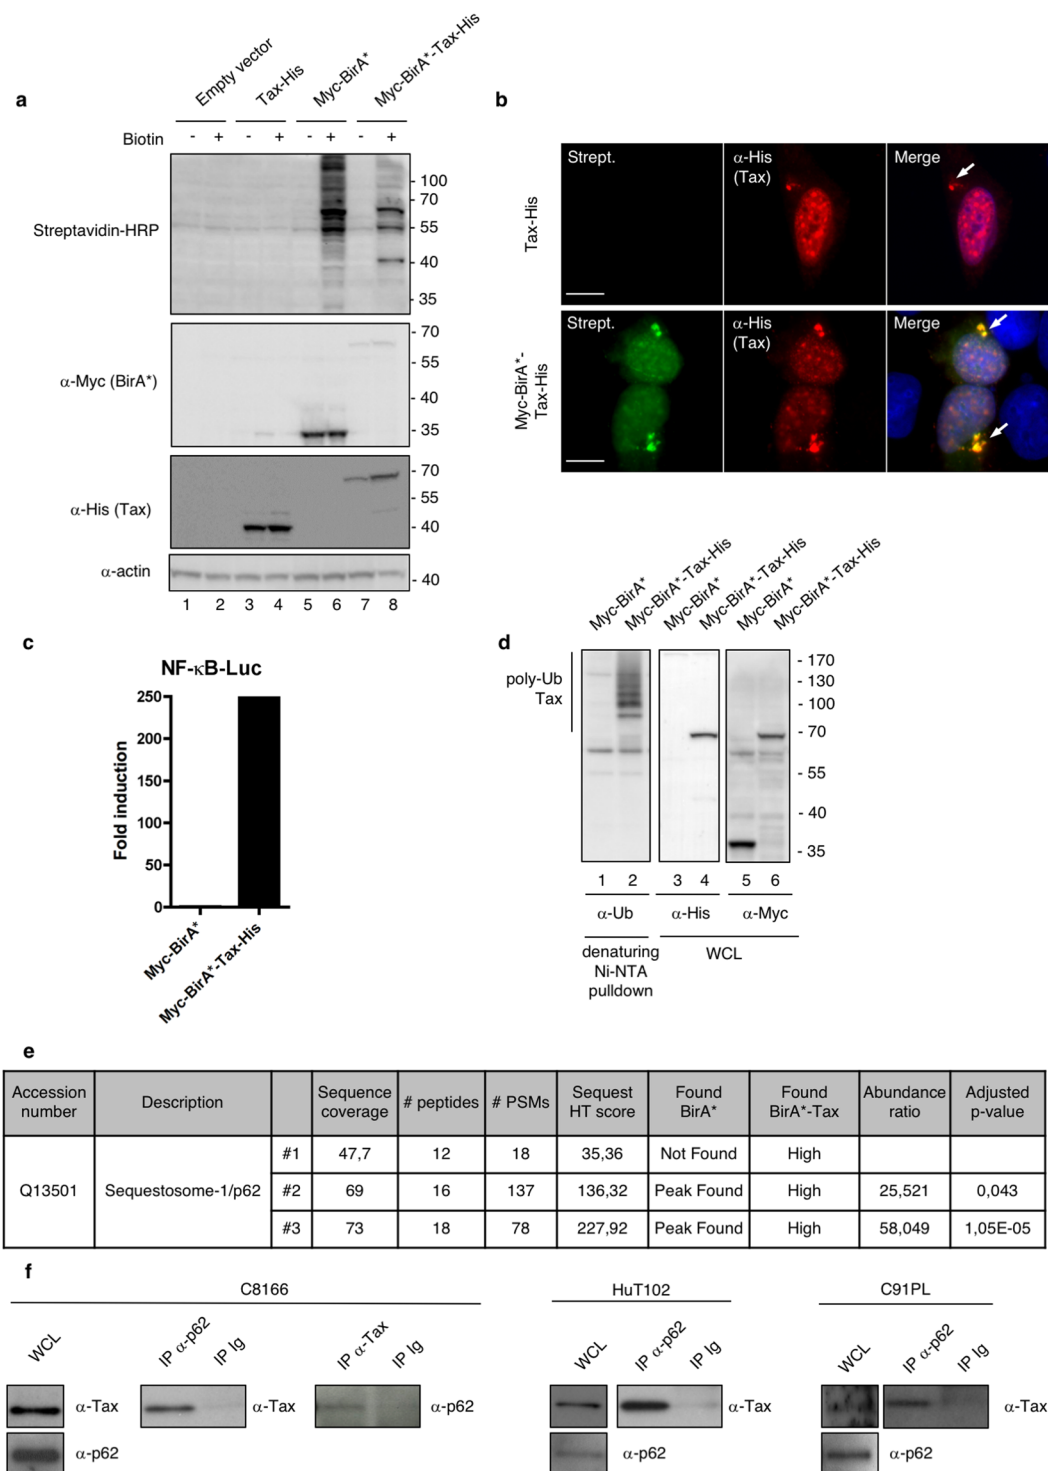 a
Empty vector
Tax-His
Myc-BirA*
Myc-BirA*-Tax-His
Biotin - + - + - + - +
Streptavidin-HRP
100
- 70
- 55
- 40
- 35
α-Myc (BirA*)
- 70
- 55
- 40
- 35
α-His (Tax)
- 70
- 55
- 40
α-actin
- 40
1 2 3 4 5 6 7 8
b
Tax-His
Strept.
α-His
(Tax)
Merge
Myc-BirA*-
Tax-His
Strept.
α-His
(Tax)
Merge
c
NF-κB-Luc
Fold induction
250
200
150
100
50
0
Myc-BirA*
Myc-BirA*-Tax-His
d
Myc-BirA*
Myc-BirA*-Tax-His
Myc-BirA*
Myc-BirA*-Tax-His
Myc-BirA*
Myc-BirA*-Tax-His
poly-Ub
Tax
- 170
- 130
- 100
- 70
- 55
- 40
- 35
1 2 3 4 5 6
α-Ub α-His α-Myc
denaturing
Ni-NTA
pulldown
WCL
e
Accession number Description Sequence coverage # peptides # PSMs Sequest HT score Found BirA* Found BirA*-Tax Abundance ratio Adjusted p-value
Q13501 Sequestosome-1/p62
#1 47,7 12 18 35,36 Not Found High
#2 69 16 137 136,32 Peak Found High 25,521 0,043
#3 73 18 78 227,92 Peak Found High 58,049 1,05E-05
f
C8166
WCL
IP α-p62
IP Ig
IP α-Tax
IP Ig
α-Tax
α-Tax
α-p62
α-p62
HuT102
WCL
IP α-p62
IP Ig
α-Tax
α-p62
C91PL
WCL
IP α-p62
IP Ig
α-Tax
α-p62